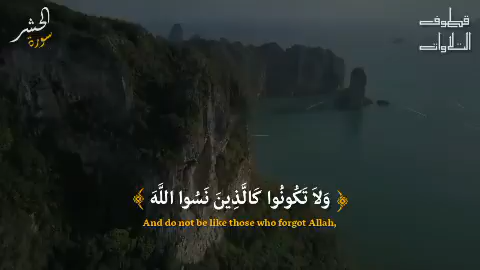 سورة الحشر
قطوف
التلاوات
﴿ وَلاَ تَكُونُوا كَالَّذِينَ نَسُوا اللَّهَ ﴾
And do not be like those who forgot Allah,